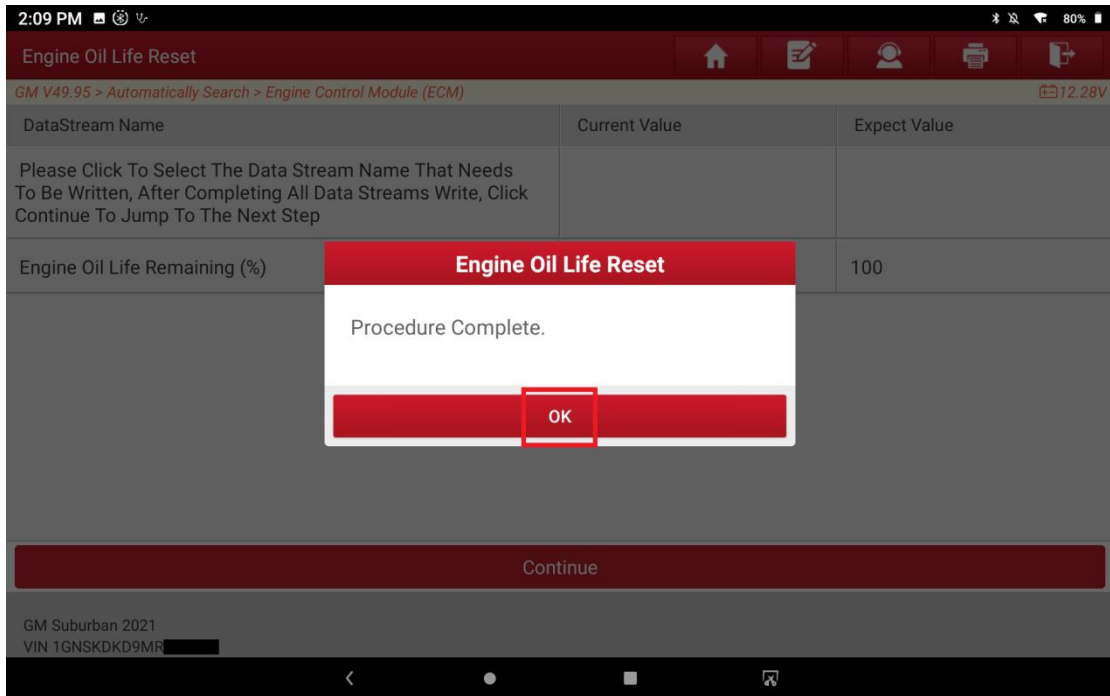 2:09 PM
80%
Engine Oil Life Reset
GM V49.95 > Automatically Search > Engine Control Module (ECM)
12.28V
DataStream Name
Current Value
Expect Value
Please Click To Select The Data Stream Name That Needs
To Be Written, After Completing All Data Streams Write, Click
Continue To Jump To The Next Step
Engine Oil Life Remaining (%)
100
Engine Oil Life Reset
Procedure Complete.
OK
Continue
GM Suburban 2021
VIN 1GNSKDKD9MR